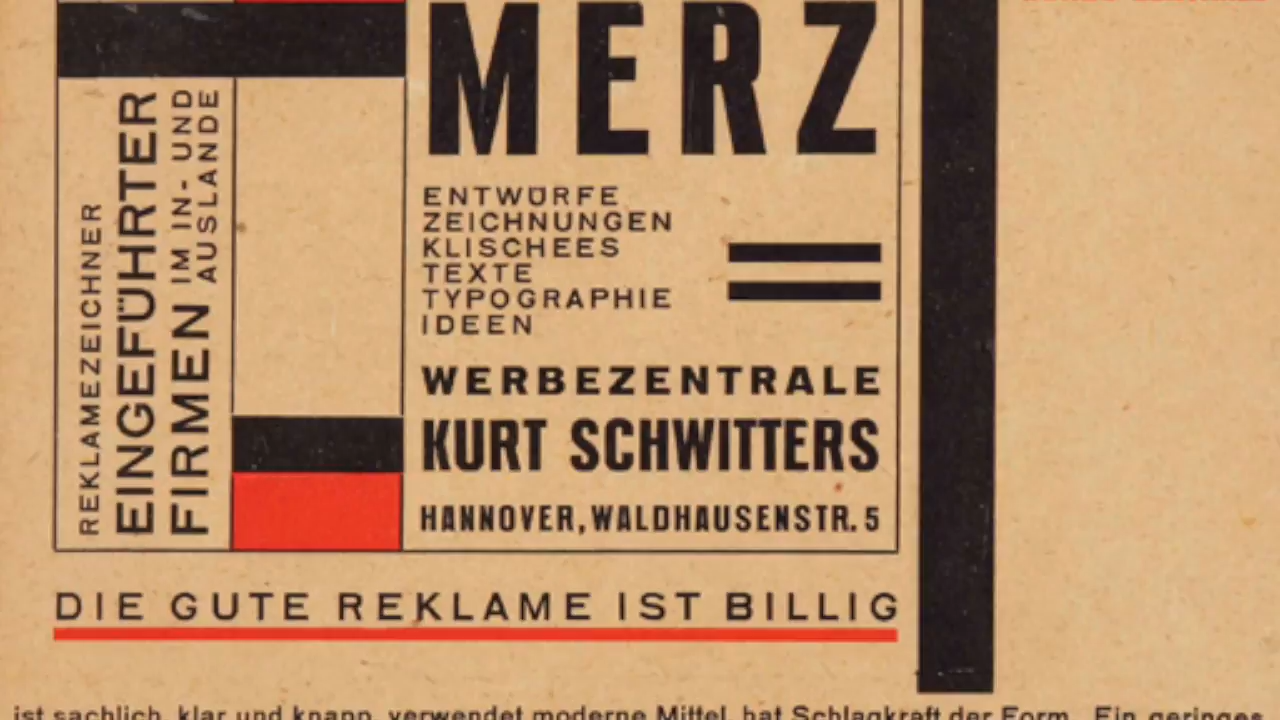 MERZ
REKLAMEZEICHNER
EINGEFÜHRTER
FIRMEN IM IN- UND
AUSLANDE
ENTWÜRFE
ZEICHNUNGEN
KLISCHEES
TEXTE
TYPOGRAPHIE
IDEEN
WERBEZENTRALE
KURT SCHWITTERS
HANNOVER, WALDHAUSENSTR. 5
DIE GUTE REKLAME IST BILLIG
ist sachlich, klar und knapp, verwendet moderne Mittel, hat Schlagkraft der Form. Ein geringes